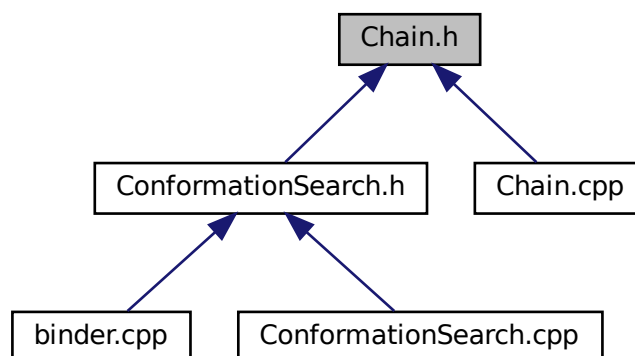 Chain.h
ConformationSearch.h
Chain.cpp
binder.cpp
ConformationSearch.cpp